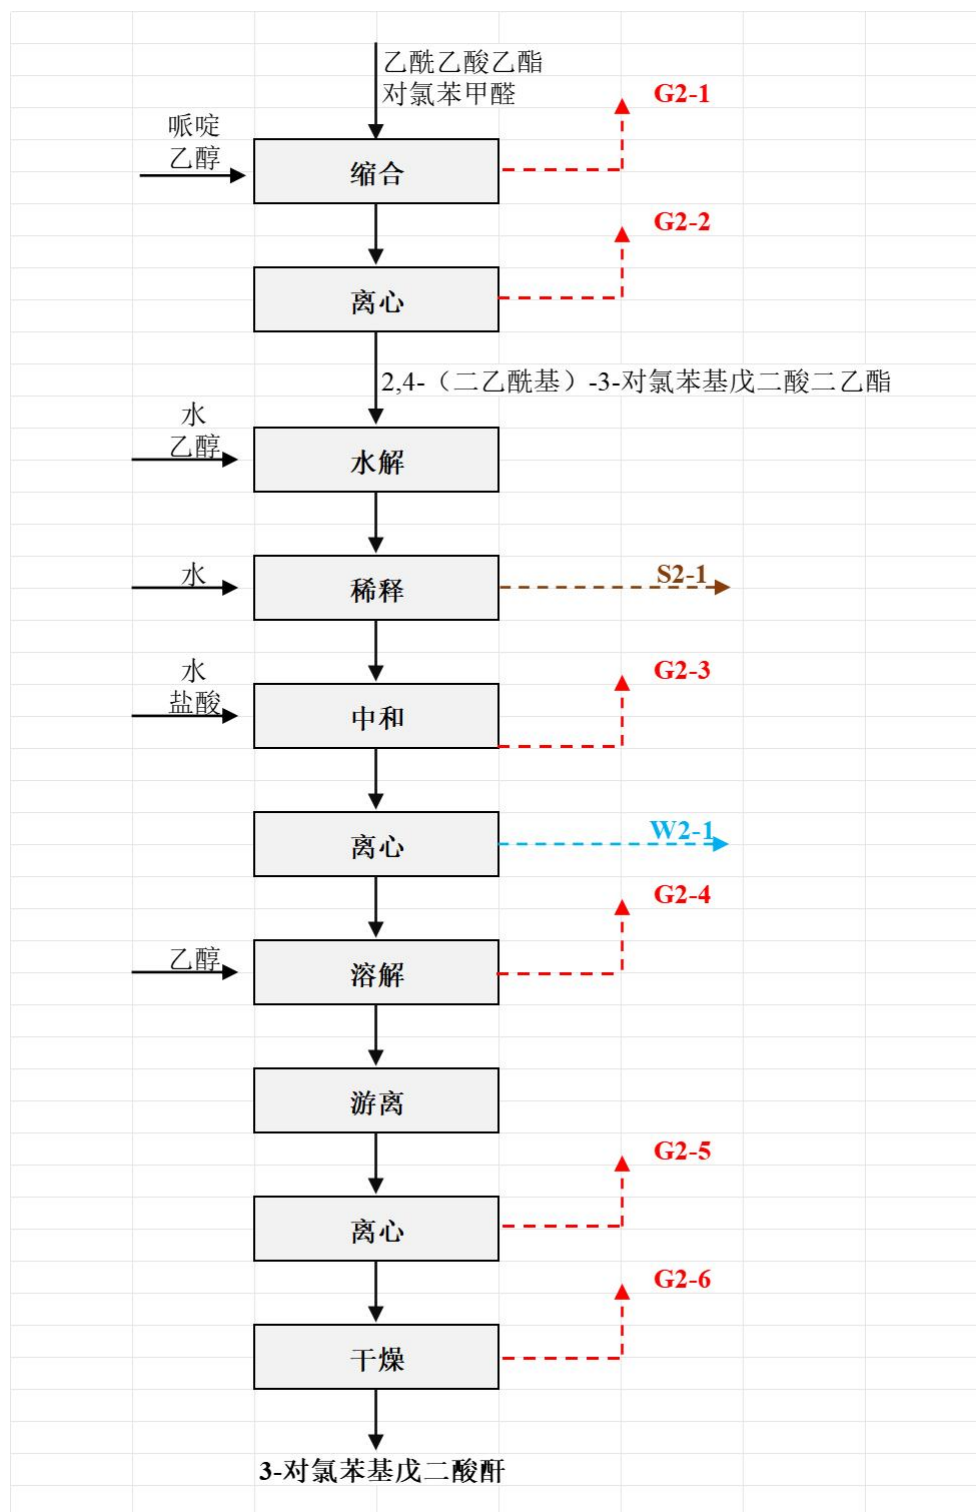 乙酰乙酸乙酯
对氯苯甲醛
G2-1
哌啶
乙醇
缩合
G2-2
离心
2,4-（二乙酰基）-3-对氯苯基戊二酸二乙酯
水
乙醇
水解
水
稀释
S2-1
水
盐酸
G2-3
中和
离心
W2-1
G2-4
乙醇
溶解
游离
G2-5
离心
G2-6
干燥
3-对氯苯基戊二酸酐